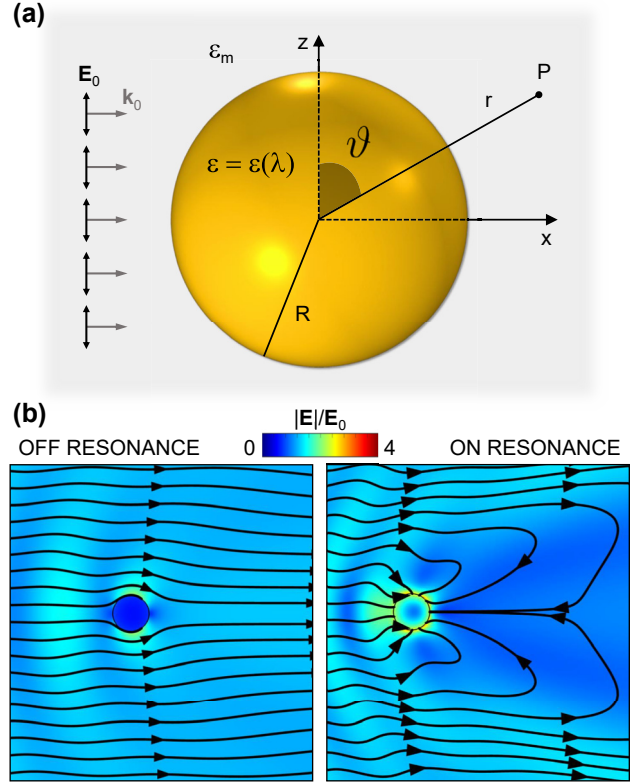 (a)
z
εm
E0
k0
P
r
ϑ
ε = ε(λ)
x
R
(b)
|E|/E0
OFF RESONANCE 0 4 ON RESONANCE